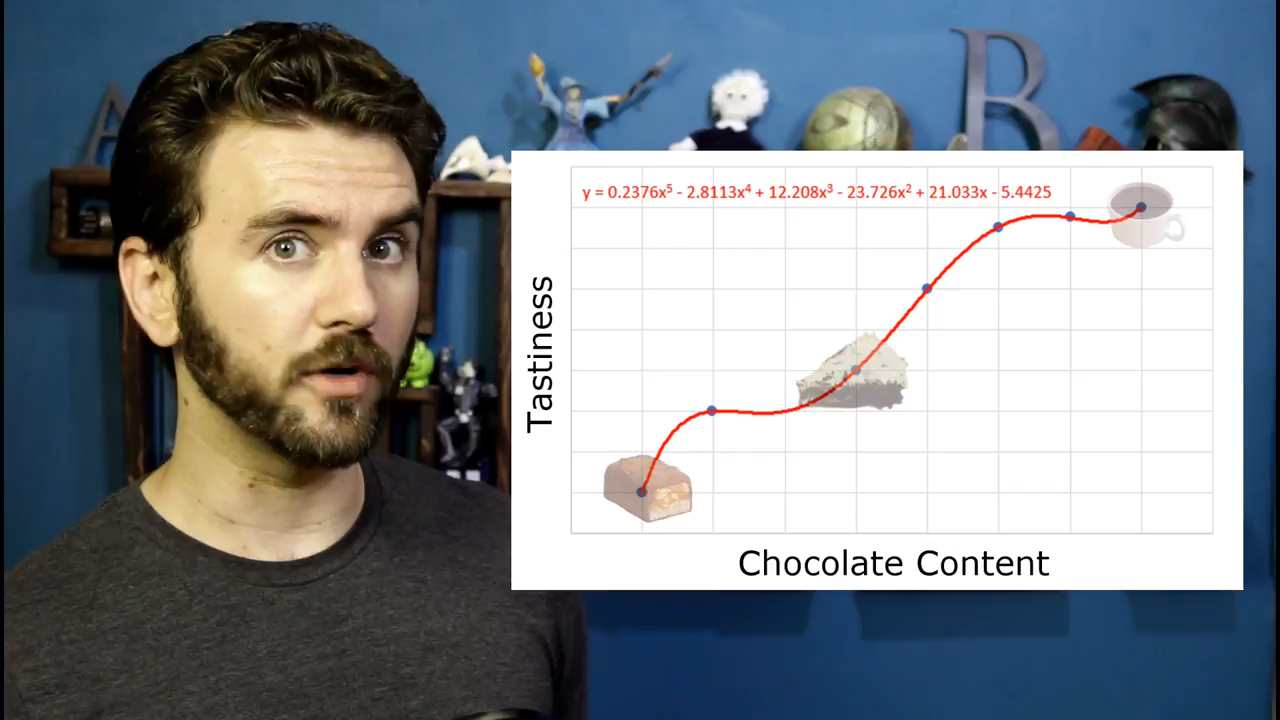 A
B
y = 0.2376x⁵ - 2.8113x⁴ + 12.208x³ - 23.726x² + 21.033x - 5.4425
Tastiness
Chocolate Content